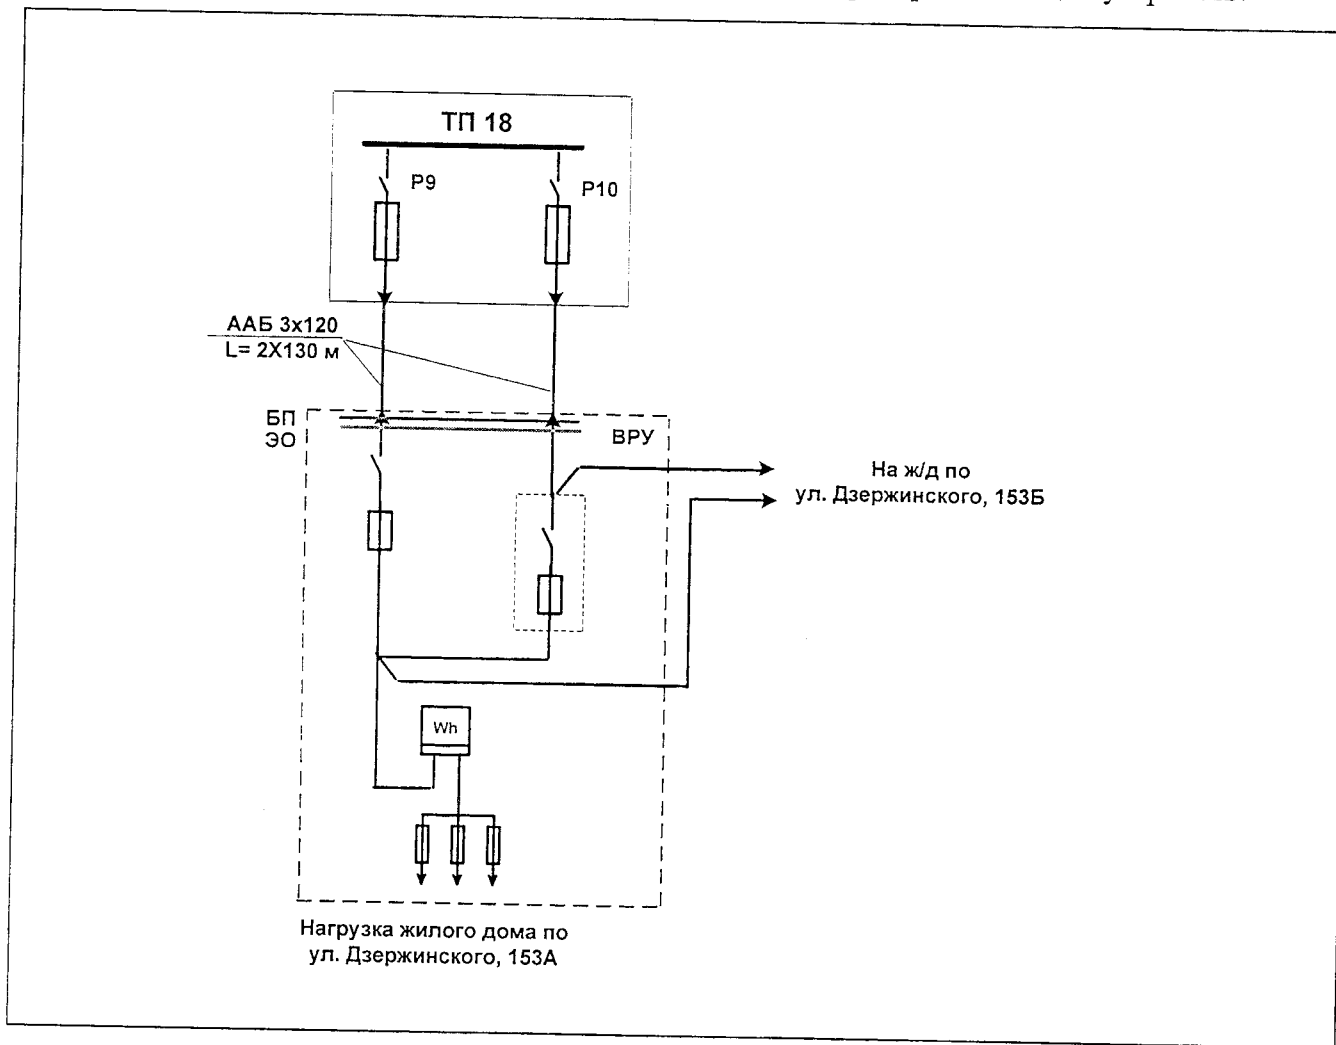 ТП 18
Р9
Р10
ААБ 3х120
L= 2Х130 м
БП
ЭО
ВРУ
На ж/д по
ул. Дзержинского, 153Б
Wh
Нагрузка жилого дома по
ул. Дзержинского, 153А